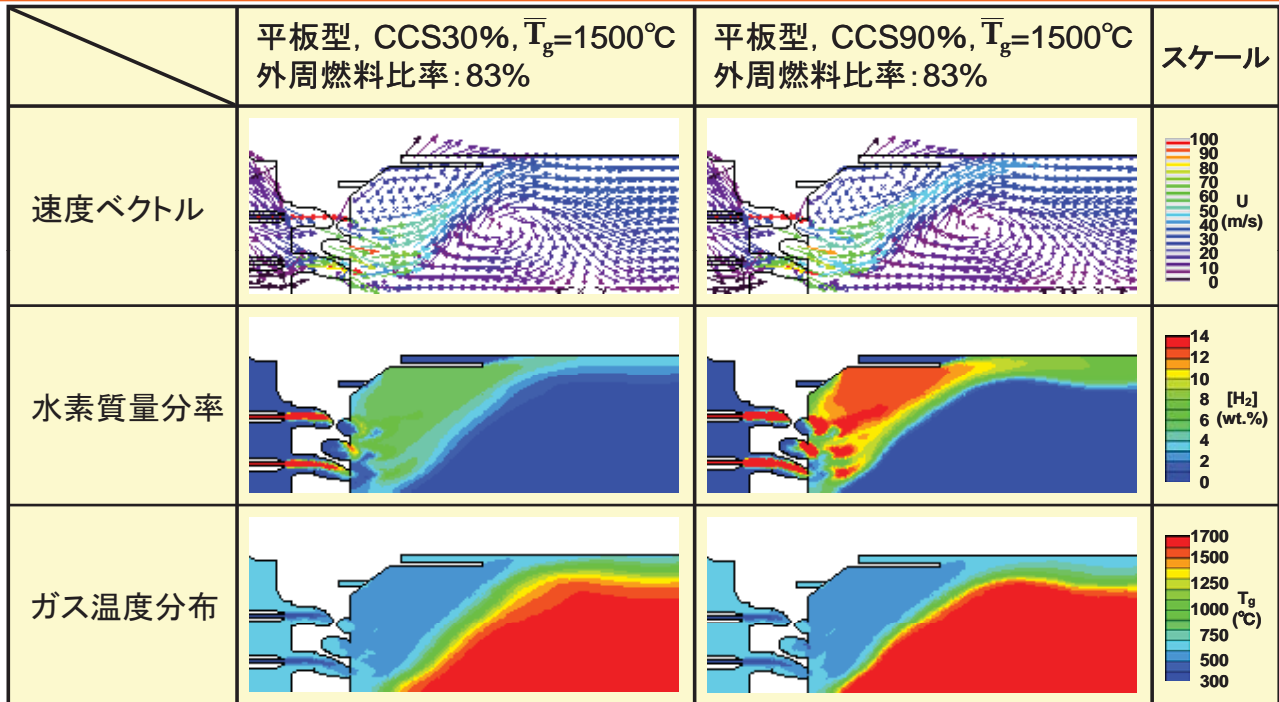 平板型, CCS30%, T̅g=1500℃
外周燃料比率:83%
平板型, CCS90%, T̅g=1500℃
外周燃料比率:83%
スケール
速度ベクトル
100
90
80
70
60
50
40
30
20
10
0
U
(m/s)
水素質量分率
14
12
10
8
6
4
2
0
[H₂]
(wt.%)
ガス温度分布
1700
1500
1250
1000
750
500
300
Tg
(℃)